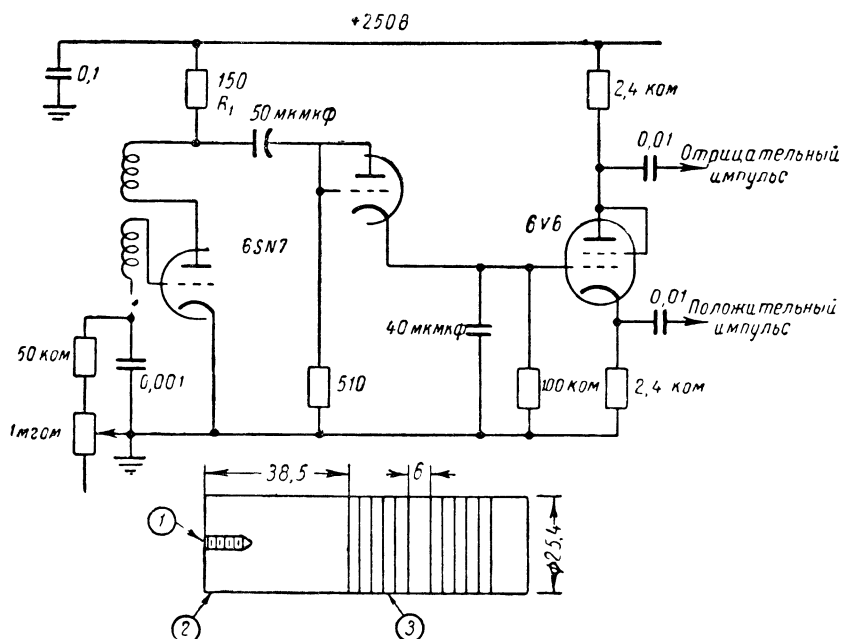 +250В
0,1
150
R1
50 мкмкф
2,4 ком
0,01
Отрицательный
импульс
6SN7
6V6
0,01
Положительный
импульс
40 мкмкф
50 ком
0,001
510
100 ком
2,4 ком
1 мгом
38,5
6
1
ф25,4
2
3